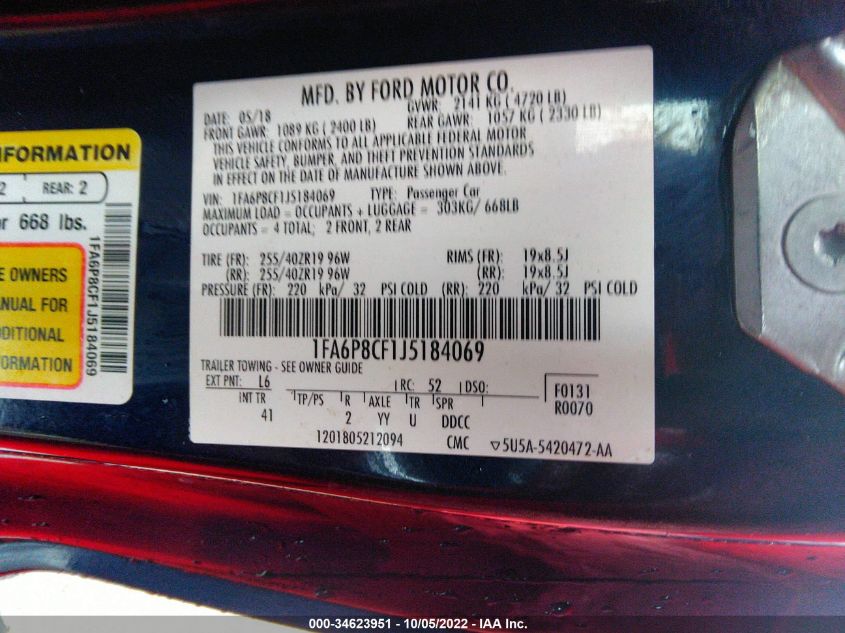 NFORMATION
2 REAR: 2
or 668 lbs.
E OWNERS
ANUAL FOR
DDITIONAL
FORMATION
1FA6P8CF1J5184069
MFD. BY FORD MOTOR CO.
DATE: 05/18 GVWR: 2141 KG ( 4720 LB)
FRONT GAWR: 1089 KG ( 2400 LB) REAR GAWR: 1057 KG ( 2330 LB)
THIS VEHICLE CONFORMS TO ALL APPLICABLE FEDERAL MOTOR
VEHICLE SAFETY, BUMPER, AND THEFT PREVENTION STANDARDS
IN EFFECT ON THE DATE OF MANUFACTURE SHOWN ABOVE.
VIN: 1FA6P8CF1J5184069 TYPE: Passenger Car
MAXIMUM LOAD = OCCUPANTS + LUGGAGE = 303KG/ 668LB
OCCUPANTS = 4 TOTAL; 2 FRONT, 2 REAR
TIRE (FR): 255/40ZR19 96W RIMS (FR): 19x8.5J
(RR): 255/40ZR19 96W (RR): 19x8.5J
PRESSURE (FR): 220 kPa/ 32 PSI COLD (RR): 220 kPa/ 32 PSI COLD
1FA6P8CF1J5184069
TRAILER TOWING - SEE OWNER GUIDE
EXT PNT: L6 RC: 52 DSO: F0131
INT TR TP/PS R AXLE TR SPR R0070
41 2 YY U DDCC
1201805212094 CMC ▽5U5A-5420472-AA
000-34623951 - 10/05/2022 - IAA Inc.